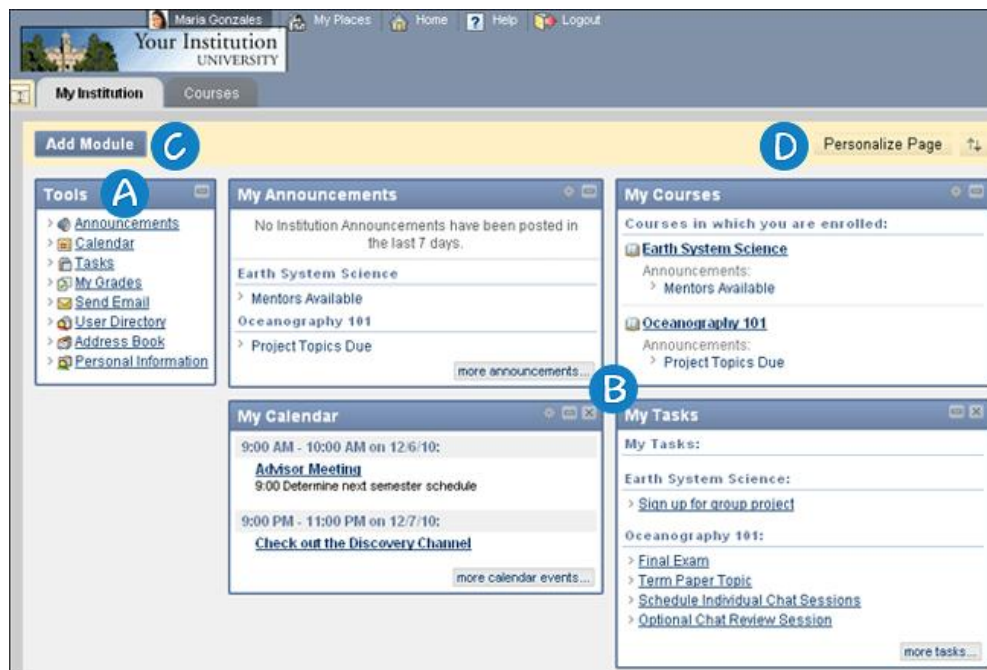 Maria Gonzales My Places Home Help Logout
Your Institution
UNIVERSITY
My Institution Courses
Add Module C D Personalize Page
Tools A
Announcements
Calendar
Tasks
My Grades
Send Email
User Directory
Address Book
Personal Information
My Announcements
No Institution Announcements have been posted in
the last 7 days.
Earth System Science
Mentors Available
Oceanography 101
Project Topics Due
more announcements...
My Courses
Courses in which you are enrolled:
Earth System Science
Announcements:
Mentors Available
Oceanography 101
Announcements:
Project Topics Due
B
My Calendar
9:00 AM - 10:00 AM on 12/6/10:
Advisor Meeting
9:00 Determine next semester schedule
9:00 PM - 11:00 PM on 12/7/10:
Check out the Discovery Channel
more calendar events...
My Tasks
My Tasks:
Earth System Science:
Sign up for group project
Oceanography 101:
Final Exam
Term Paper Topic
Schedule Individual Chat Sessions
Optional Chat Review Session
more tasks...